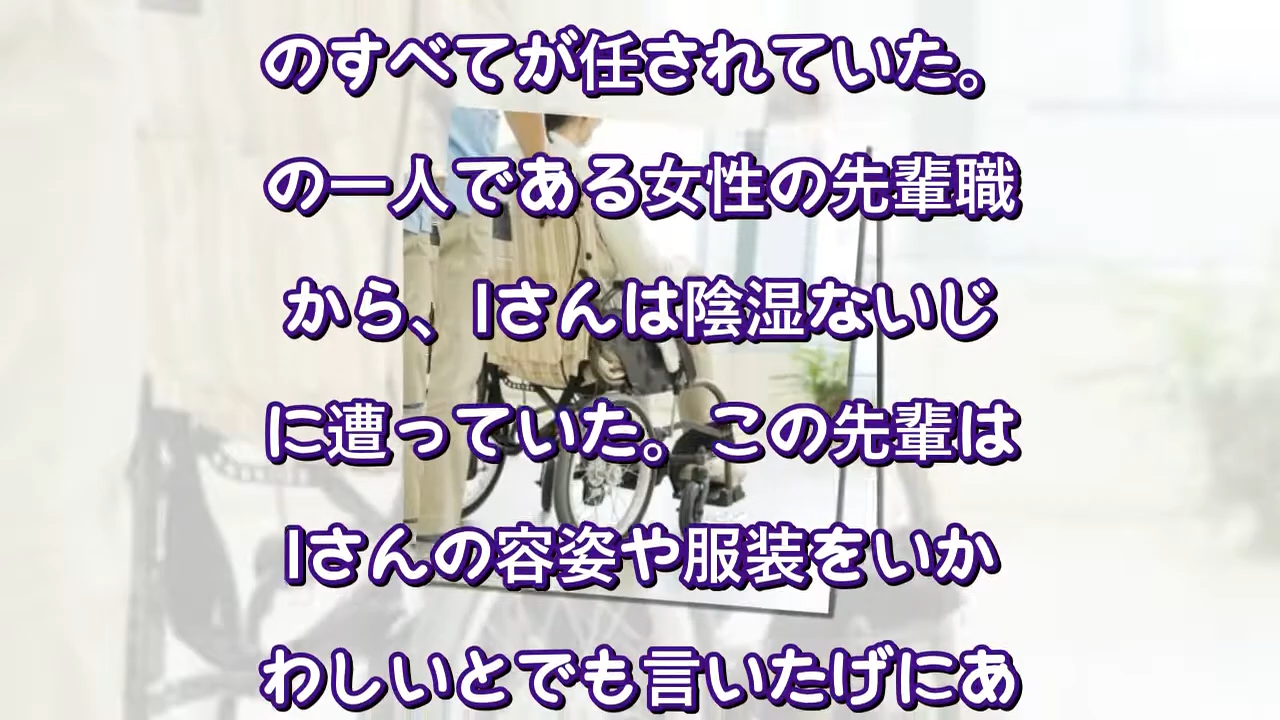 のすべてが任されていた。
の一人である女性の先輩職
から、Iさんは陰湿ないじ
に遭っていた。この先輩は
Iさんの容姿や服装をいか
わしいとでも言いたげにあ